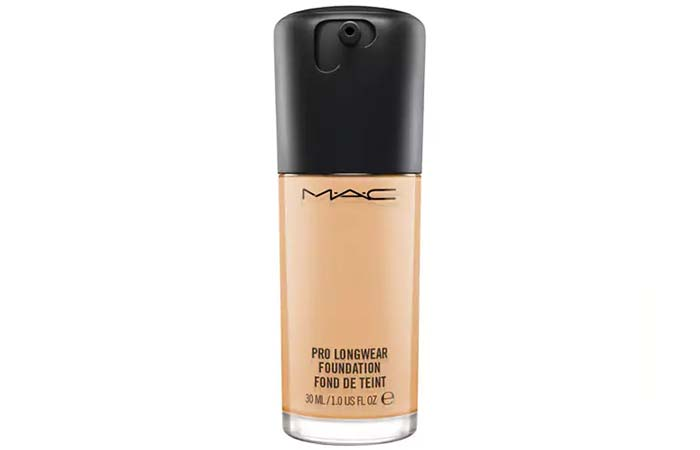 M·A·C
PRO LONGWEAR
FOUNDATION
FOND DE TEINT
30 ML / 1.0 US FL OZ ℮